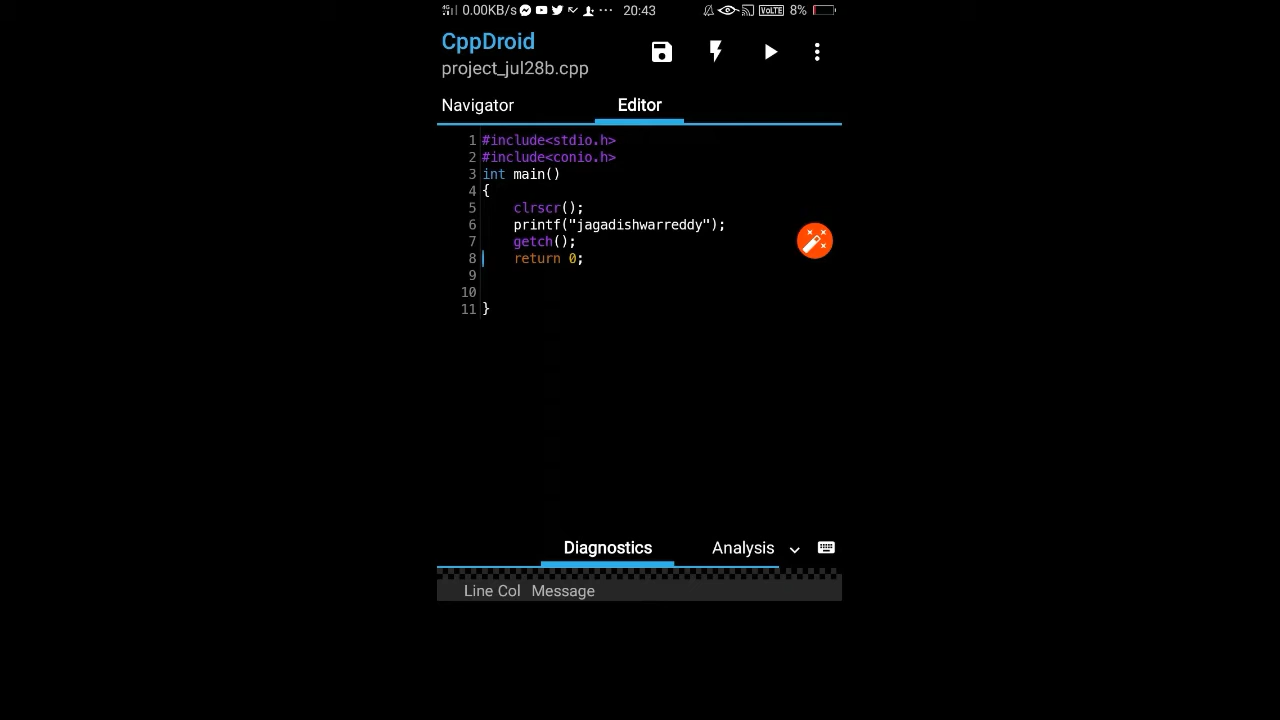 4G 0.00KB/s ... 20:43 VoLTE 8%
CppDroid
project_jul28b.cpp
Navigator Editor
1 #include<stdio.h>
2 #include<conio.h>
3 int main()
4 {
5     clrscr();
6     printf("jagadishwarreddy");
7     getch();
8     return 0;
9
10
11 }
Diagnostics Analysis
Line Col Message